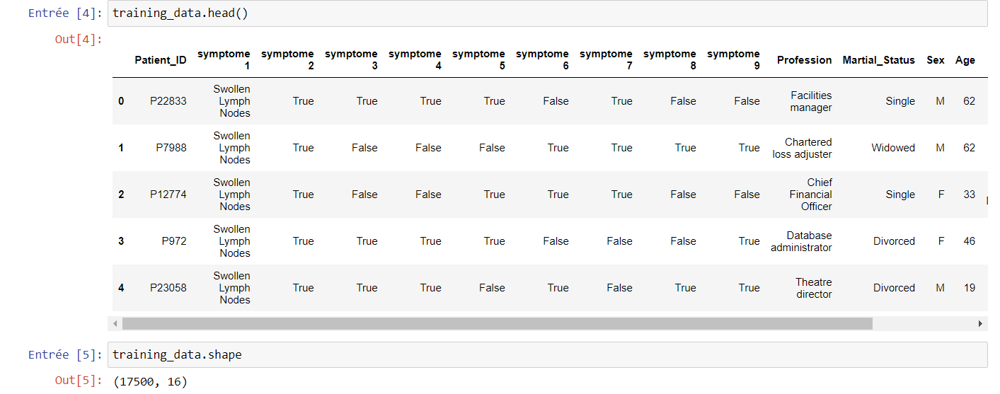 Entrée [4]: training_data.head()
Out[4]:
Patient_ID symptome 1 symptome 2 symptome 3 symptome 4 symptome 5 symptome 6 symptome 7 symptome 8 symptome 9 Profession Martial_Status Sex Age
0 P22833 Swollen Lymph Nodes True True True True False True False False Facilities manager Single M 62
1 P7988 Swollen Lymph Nodes True False False False True True True True Chartered loss adjuster Widowed M 62
2 P12774 Swollen Lymph Nodes True False False True True True False False Chief Financial Officer Single F 33
3 P972 Swollen Lymph Nodes True True True True False False False True Database administrator Divorced F 46
4 P23058 Swollen Lymph Nodes True True True False True False True True Theatre director Divorced M 19
Entrée [5]: training_data.shape
Out[5]: (17500, 16)